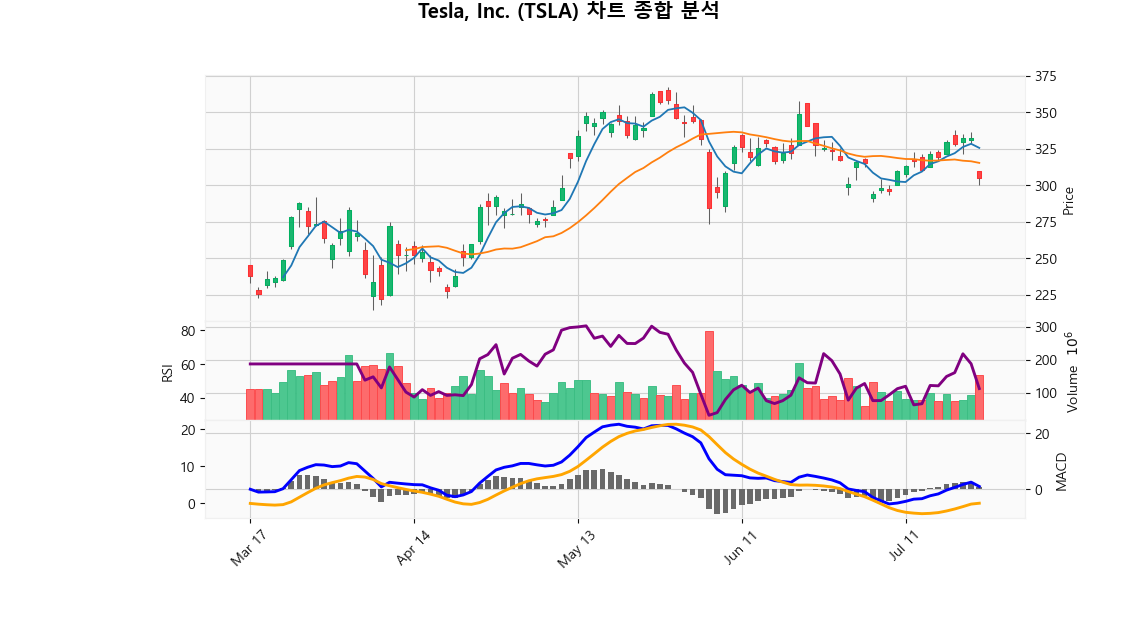 Tesla, Inc. (TSLA) 차트 종합 분석
375
350
325
300
275
250
225
Price
80
60
40
RSI
300
200
100
Volume 10^6
20
10
0
20
0
MACD
Mar 17
Apr 14
May 13
Jun 11
Jul 11